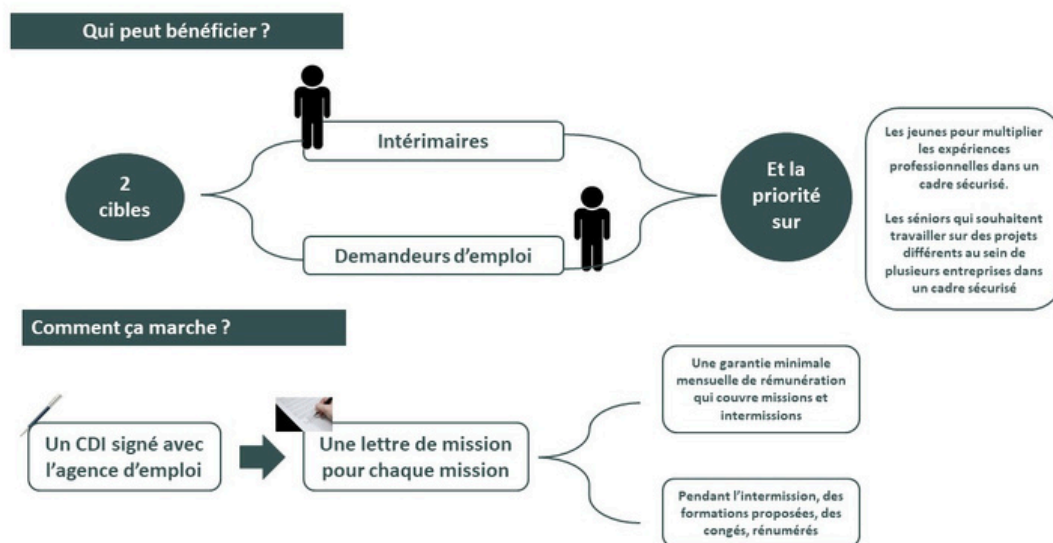 Qui peut bénéficier ?
Intérimaires
2
cibles
Demandeurs d’emploi
Et la
priorité
sur
Les jeunes pour multiplier
les expériences
professionnelles dans un
cadre sécurisé.
Les séniors qui souhaitent
travailler sur des projets
différents au sein de
plusieurs entreprises dans
un cadre sécurisé
Comment ça marche ?
Un CDI signé avec
l’agence d’emploi
Une lettre de mission
pour chaque mission
Une garantie minimale
mensuelle de rémunération
qui couvre missions et
intermissions
Pendant l’intermission, des
formations proposées, des
congés, rénumérés